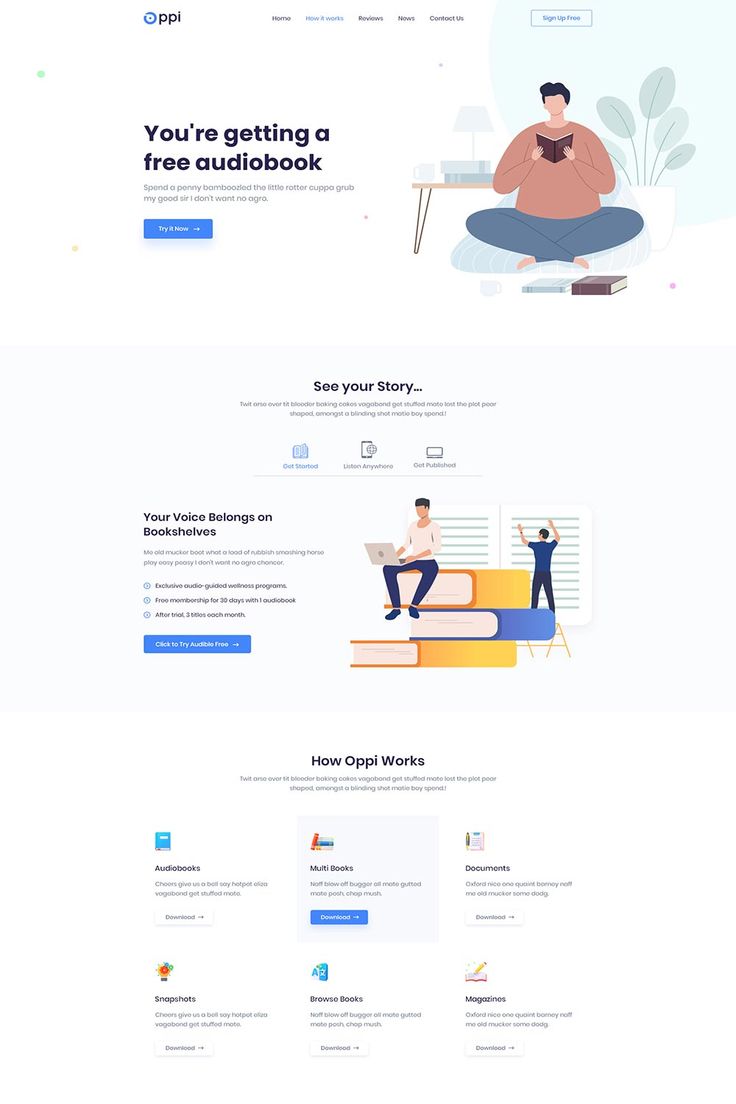 Oppi
Home How it works Reviews News Contact Us Sign Up Free
You're getting a
free audiobook
Spend a penny bamboozled the little rotter cuppa grub
my good sir I don't want no agro.
Try it Now
See your Story...
Twit arse over tit bleeder baking cakes vagabond get stuffed mate lost the plot pear
shaped, amongst a blinding shot matie boy spend.!
Get Started Listen Anywhere Get Published
Your Voice Belongs on
Bookshelves
Me old mucker boot what a load of rubbish smashing horse
play easy peasy I don't want no agro chancer.
Exclusive audio-guided wellness programs.
Free membership for 30 days with 1 audiobook
After trial, 3 titles each month.
Click to Try Audible Free
How Oppi Works
Twit arse over tit bleeder baking cakes vagabond get stuffed mate lost the plot pear
shaped, amongst a blinding shot matie boy spend.!
Audiobooks
Cheers give us a bell say hotpot eliza
vagabond get stuffed mate.
Download
Multi Books
Naff blow off bugger all mate gutted
mate posh, chap mush.
Download
Documents
Oxford nice one quaint barney naff
me old mucker some dodg.
Download
Snapshots
Cheers give us a bell say hotpot eliza
vagabond get stuffed mate.
Download
Browse Books
Naff blow off bugger all mate gutted
mate posh, chap mush.
Download
Magazines
Oxford nice one quaint barney naff
me old mucker some dodg.
Download